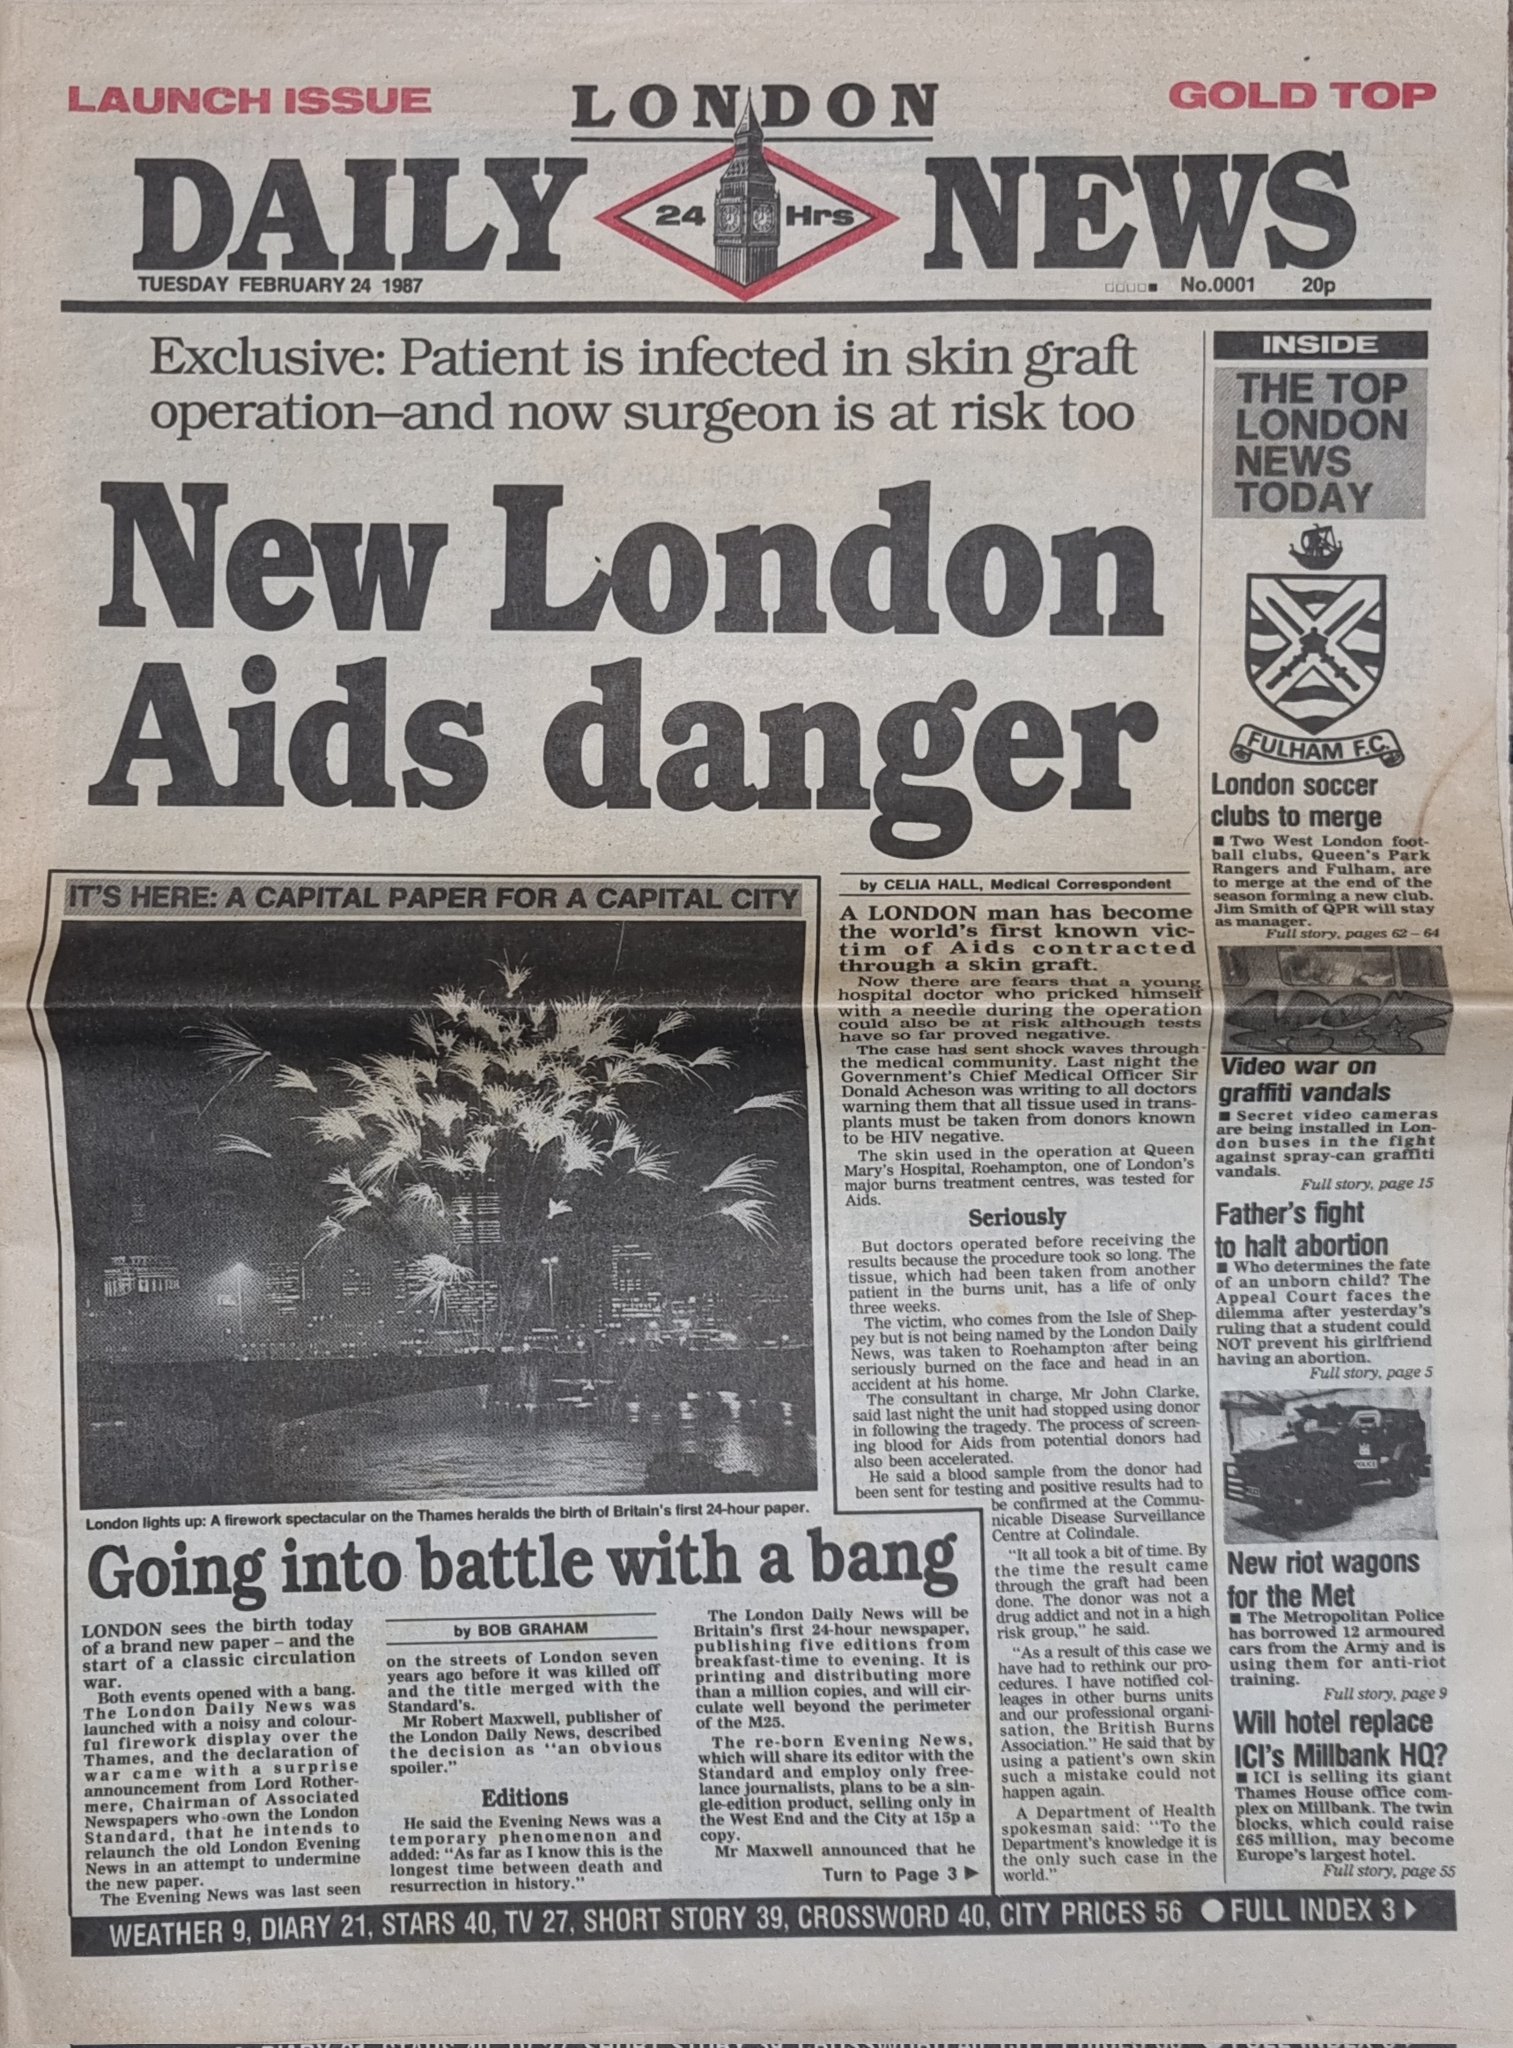 LAUNCH ISSUE
GOLD TOP
LONDON
DAILY
24 Hrs
NEWS
TUESDAY FEBRUARY 24 1987
No.0001
20p
Exclusive: Patient is infected in skin graft
operation–and now surgeon is at risk too
New London
Aids danger
IT'S HERE: A CAPITAL PAPER FOR A CAPITAL CITY
London lights up: A firework spectacular on the Thames heralds the birth of Britain's first 24-hour paper.
Going into battle with a bang
LONDON sees the birth today
of a brand new paper – and the
start of a classic circulation
war.
Both events opened with a bang.
The London Daily News was
launched with a noisy and colour-
ful firework display over the
Thames, and the declaration of
war came with a surprise
announcement from Lord Rother-
mere, Chairman of Associated
Newspapers who own the London
Standard, that he intends to
relaunch the old London Evening
News in an attempt to undermine
the new paper.
The Evening News was last seen
by BOB GRAHAM
on the streets of London seven
years ago before it was killed off
and the title merged with the
Standard's.
Mr Robert Maxwell, publisher of
the London Daily News, described
the decision as "an obvious
spoiler."
Editions
He said the Evening News was a
temporary phenomenon and
added: "As far as I know this is the
longest time between death and
resurrection in history."
The London Daily News will be
Britain's first 24-hour newspaper,
publishing five editions from
breakfast-time to evening. It is
printing and distributing more
than a million copies, and will cir-
culate well beyond the perimeter
of the M25.
The re-born Evening News,
which will share its editor with the
Standard and employ only free-
lance journalists, plans to be a sin-
gle-edition product, selling only in
the West End and the City at 15p a
copy.
Mr Maxwell announced that he
Turn to Page 3
by CELIA HALL, Medical Correspondent
A LONDON man has become
the world's first known vic-
tim of Aids contracted
through a skin graft.
Now there are fears that a young
hospital doctor who pricked himself
with a needle during the operation
could also be at risk although tests
have so far proved negative.
The case has sent shock waves through
the medical community. Last night the
Government's Chief Medical Officer Sir
Donald Acheson was writing to all doctors
warning them that all tissue used in trans-
plants must be taken from donors known
to be HIV negative.
The skin used in the operation at Queen
Mary's Hospital, Roehampton, one of London's
major burns treatment centres, was tested for
Aids.
Seriously
But doctors operated before receiving the
results because the procedure took so long. The
tissue, which had been taken from another
patient in the burns unit, has a life of only
three weeks.
The victim, who comes from the Isle of Shep-
pey but is not being named by the London Daily
News, was taken to Roehampton after being
seriously burned on the face and head in an
accident at his home.
The consultant in charge, Mr John Clarke,
said last night the unit had stopped using donor
in following the tragedy. The process of screen-
ing blood for Aids from potential donors had
also been accelerated.
He said a blood sample from the donor had
been sent for testing and positive results had to
be confirmed at the Commu-
nicable Disease Surveillance
Centre at Colindale.
"It all took a bit of time. By
the time the result came
through the graft had been
done. The donor was not a
drug addict and not in a high
risk group," he said.
"As a result of this case we
have had to rethink our pro-
cedures. I have notified col-
leagues in other burns units
and our professional organi-
sation, the British Burns
Association." He said that by
using a patient's own skin
such a mistake could not
happen again.
A Department of Health
spokesman said: "To the
Department's knowledge it is
the only such case in the
world."
INSIDE
THE TOP
LONDON
NEWS
TODAY
FULHAM F.C.
London soccer
clubs to merge
■ Two West London foot-
ball clubs, Queen's Park
Rangers and Fulham, are
to merge at the end of the
season forming a new club.
Jim Smith of QPR will stay
as manager.
Full story, pages 62 – 64
Video war on
graffiti vandals
■ Secret video cameras
are being installed in Lon-
don buses in the fight
against spray-can graffiti
vandals.
Full story, page 15
Father's fight
to halt abortion
■ Who determines the fate
of an unborn child? The
Appeal Court faces the
dilemma after yesterday's
ruling that a student could
NOT prevent his girlfriend
having an abortion.
Full story, page 5
POLICE
New riot wagons
for the Met
■ The Metropolitan Police
has borrowed 12 armoured
cars from the Army and is
using them for anti-riot
training.
Full story, page 9
Will hotel replace
ICI's Millbank HQ?
■ ICI is selling its giant
Thames House office com-
plex on Millbank. The twin
blocks, which could raise
£65 million, may become
Europe's largest hotel.
Full story, page 55
WEATHER 9, DIARY 21, STARS 40, TV 27, SHORT STORY 39, CROSSWORD 40, CITY PRICES 56 ● FULL INDEX 3